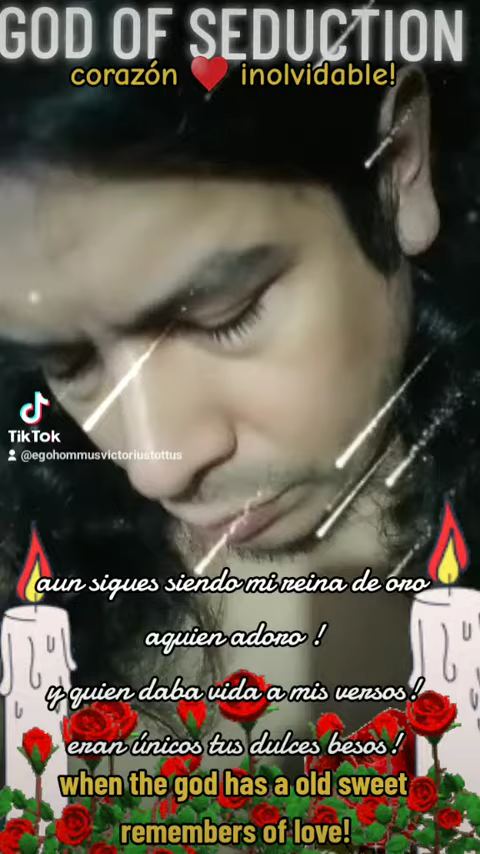 GOD OF SEDUCTION
corazón ❤️ inolvidable!
TikTok
@egohommusvictoriustottus
aun sigues siendo mi reina de oro
aquien adoro !
y quien daba vida a mis versos!
eran únicos tus dulces besos!
when the god has a old sweet
remembers of love!